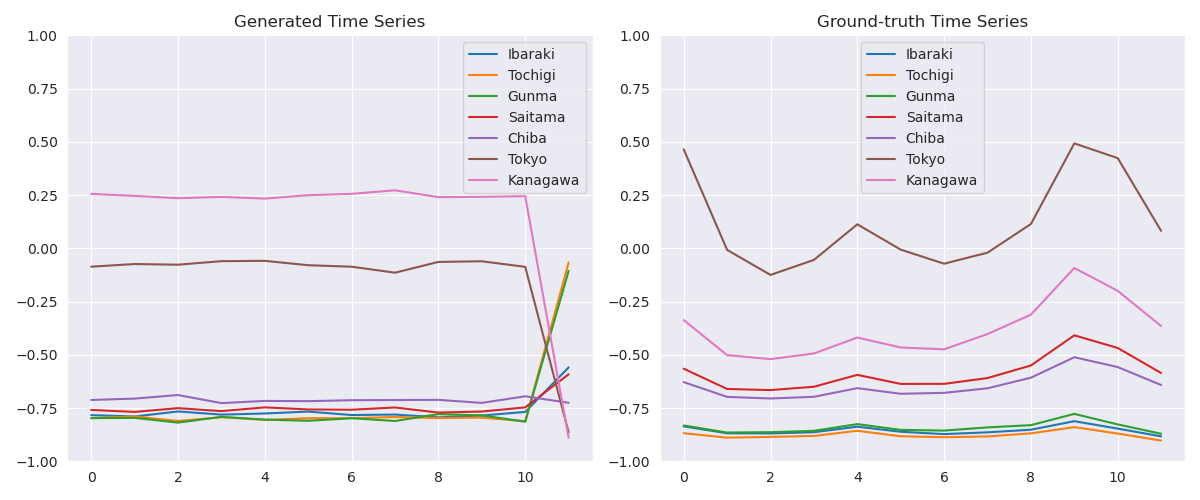 Generated Time Series
1.00
0.75
0.50
0.25
0.00
−0.25
−0.50
−0.75
−1.00
0 2 4 6 8 10
Ibaraki
Tochigi
Gunma
Saitama
Chiba
Tokyo
Kanagawa
Ground-truth Time Series
1.00
0.75
0.50
0.25
0.00
−0.25
−0.50
−0.75
−1.00
0 2 4 6 8 10
Ibaraki
Tochigi
Gunma
Saitama
Chiba
Tokyo
Kanagawa